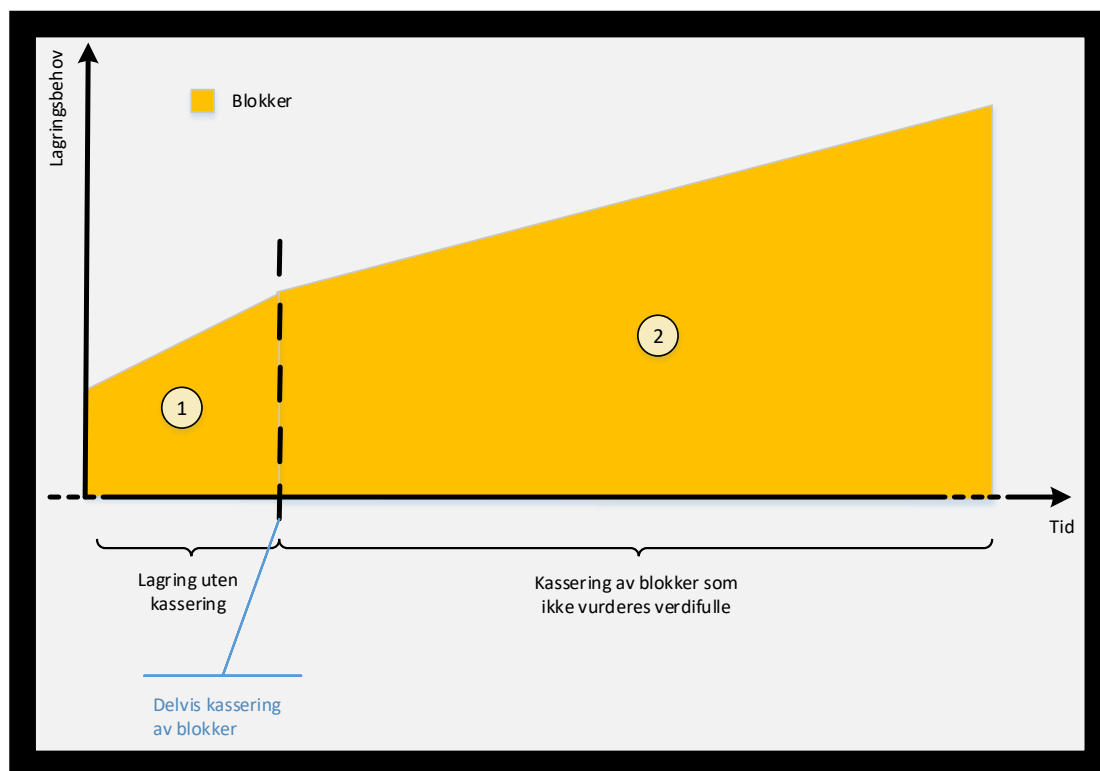 Lagringsbehov
Blokker
1
2
Tid
Lagring uten
kassering
Kassering av blokker som
ikke vurderes verdifulle
Delvis kassering
av blokker